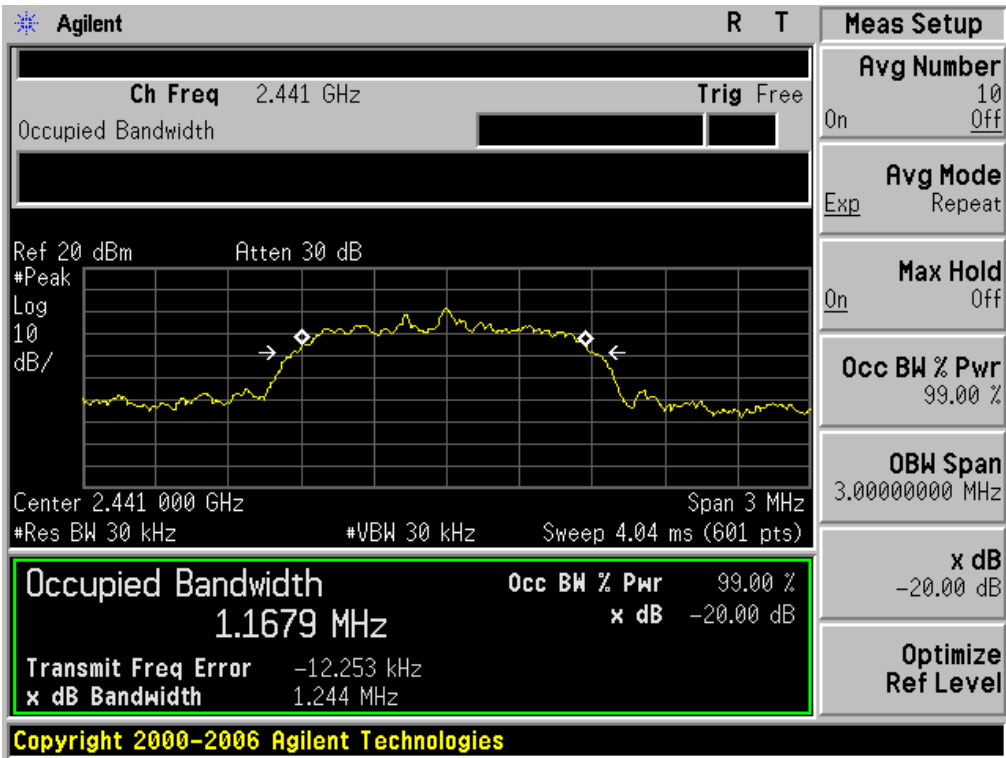 Agilent R T
Ch Freq 2.441 GHz Trig Free
Occupied Bandwidth
Ref 20 dBm Atten 30 dB
#Peak
Log
10
dB/
Center 2.441 000 GHz Span 3 MHz
#Res BW 30 kHz #VBW 30 kHz Sweep 4.04 ms (601 pts)
Occupied Bandwidth Occ BW % Pwr 99.00 %
1.1679 MHz x dB -20.00 dB
Transmit Freq Error -12.253 kHz
x dB Bandwidth 1.244 MHz
Copyright 2000-2006 Agilent Technologies
Meas Setup
Avg Number
10
On Off
Avg Mode
Exp Repeat
Max Hold
On Off
Occ BW % Pwr
99.00 %
OBW Span
3.00000000 MHz
x dB
-20.00 dB
Optimize
Ref Level